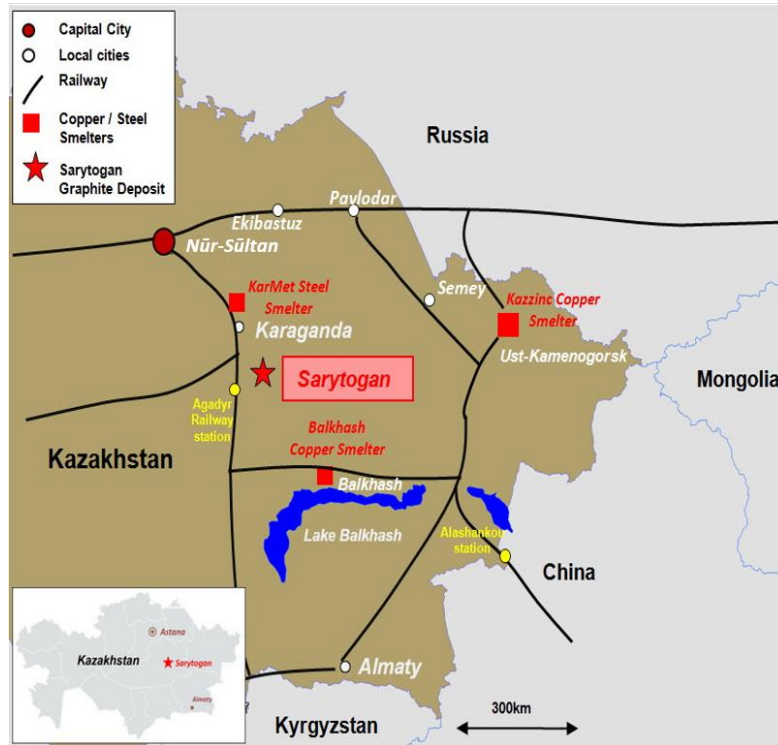 Capital City
Local cities
Railway
Copper / Steel
Smelters
Sarytogan
Graphite Deposit
Russia
Pavlodar
Ekibastuz
Nūr-Sūltan
KarMet Steel
Smelter
Karaganda
Semey
Kazzinc Copper
Smelter
Ust-Kamenogorsk
Mongolia
Sarytogan
Agadyr
Railway
station
Balkhash
Copper Smelter
Kazakhstan
Balkhash
Lake Balkhash
Alashankou
station
China
Almaty
Kyrgyzstan
300km
Astana
Kazakhstan
Sarytogan
Almaty